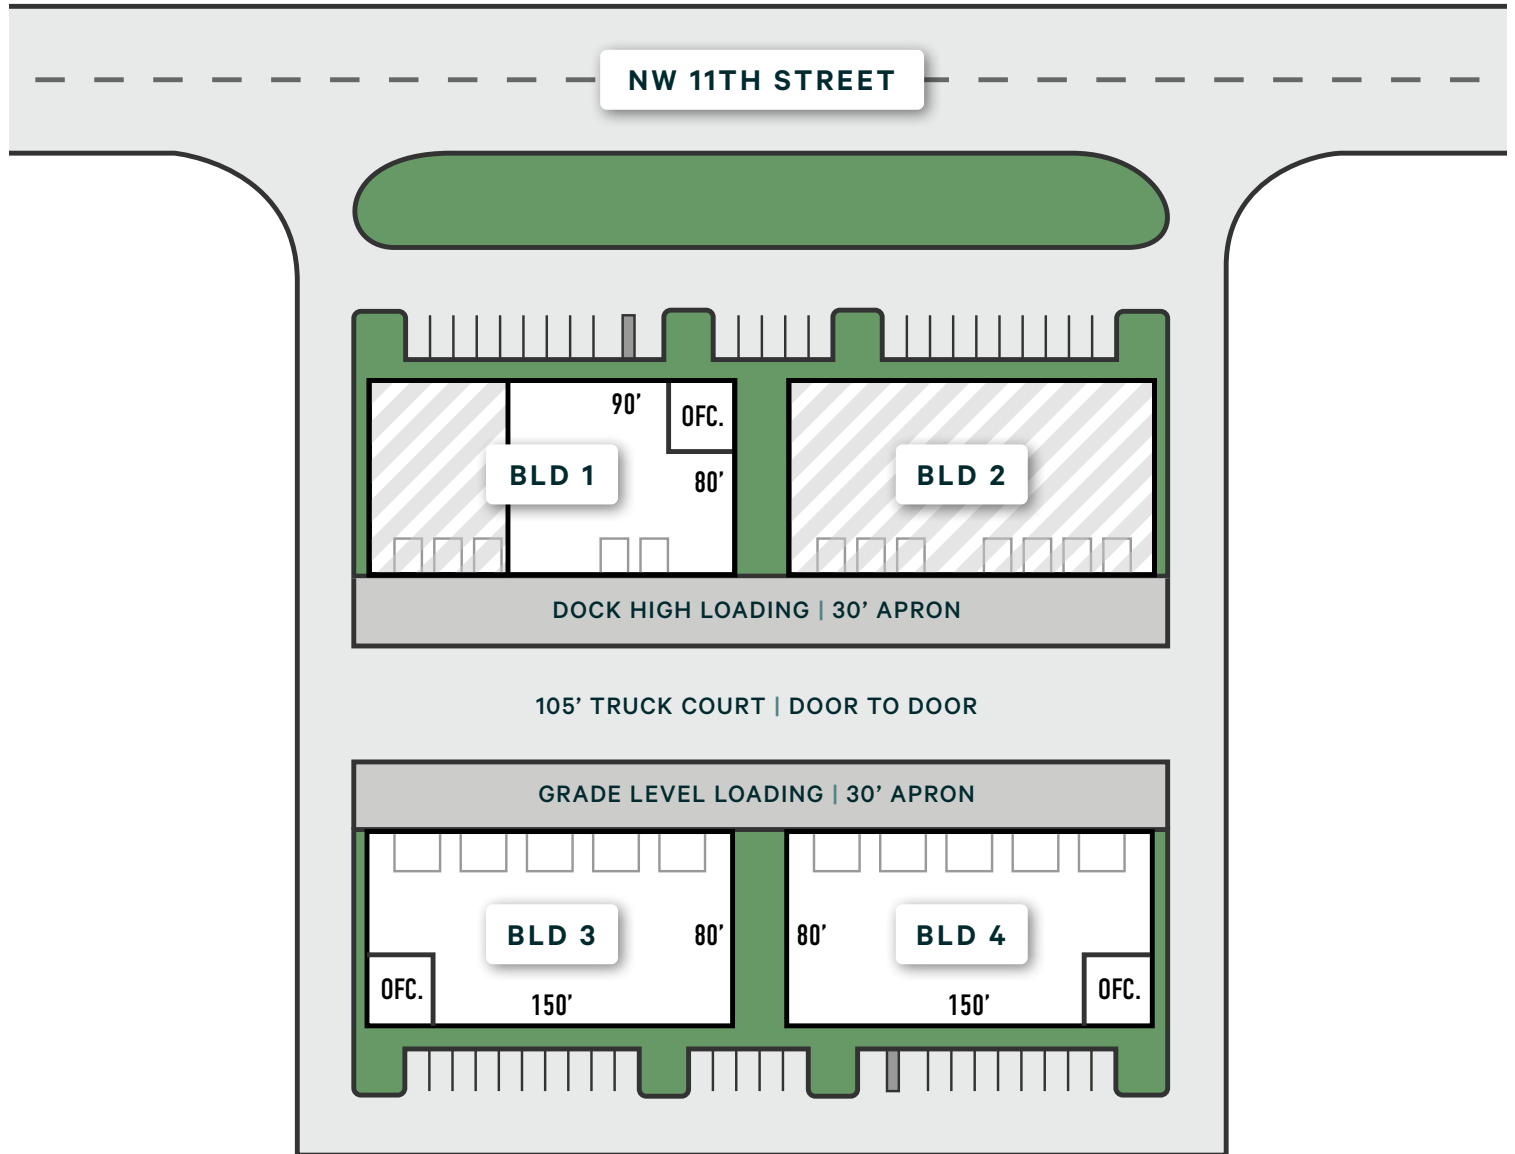 NW 11TH STREET
90’
OFC.
BLD 1
80’
BLD 2
DOCK HIGH LOADING | 30’ APRON
105’ TRUCK COURT | DOOR TO DOOR
GRADE LEVEL LOADING | 30’ APRON
BLD 3
80’
80’
BLD 4
OFC.
150’
150’
OFC.